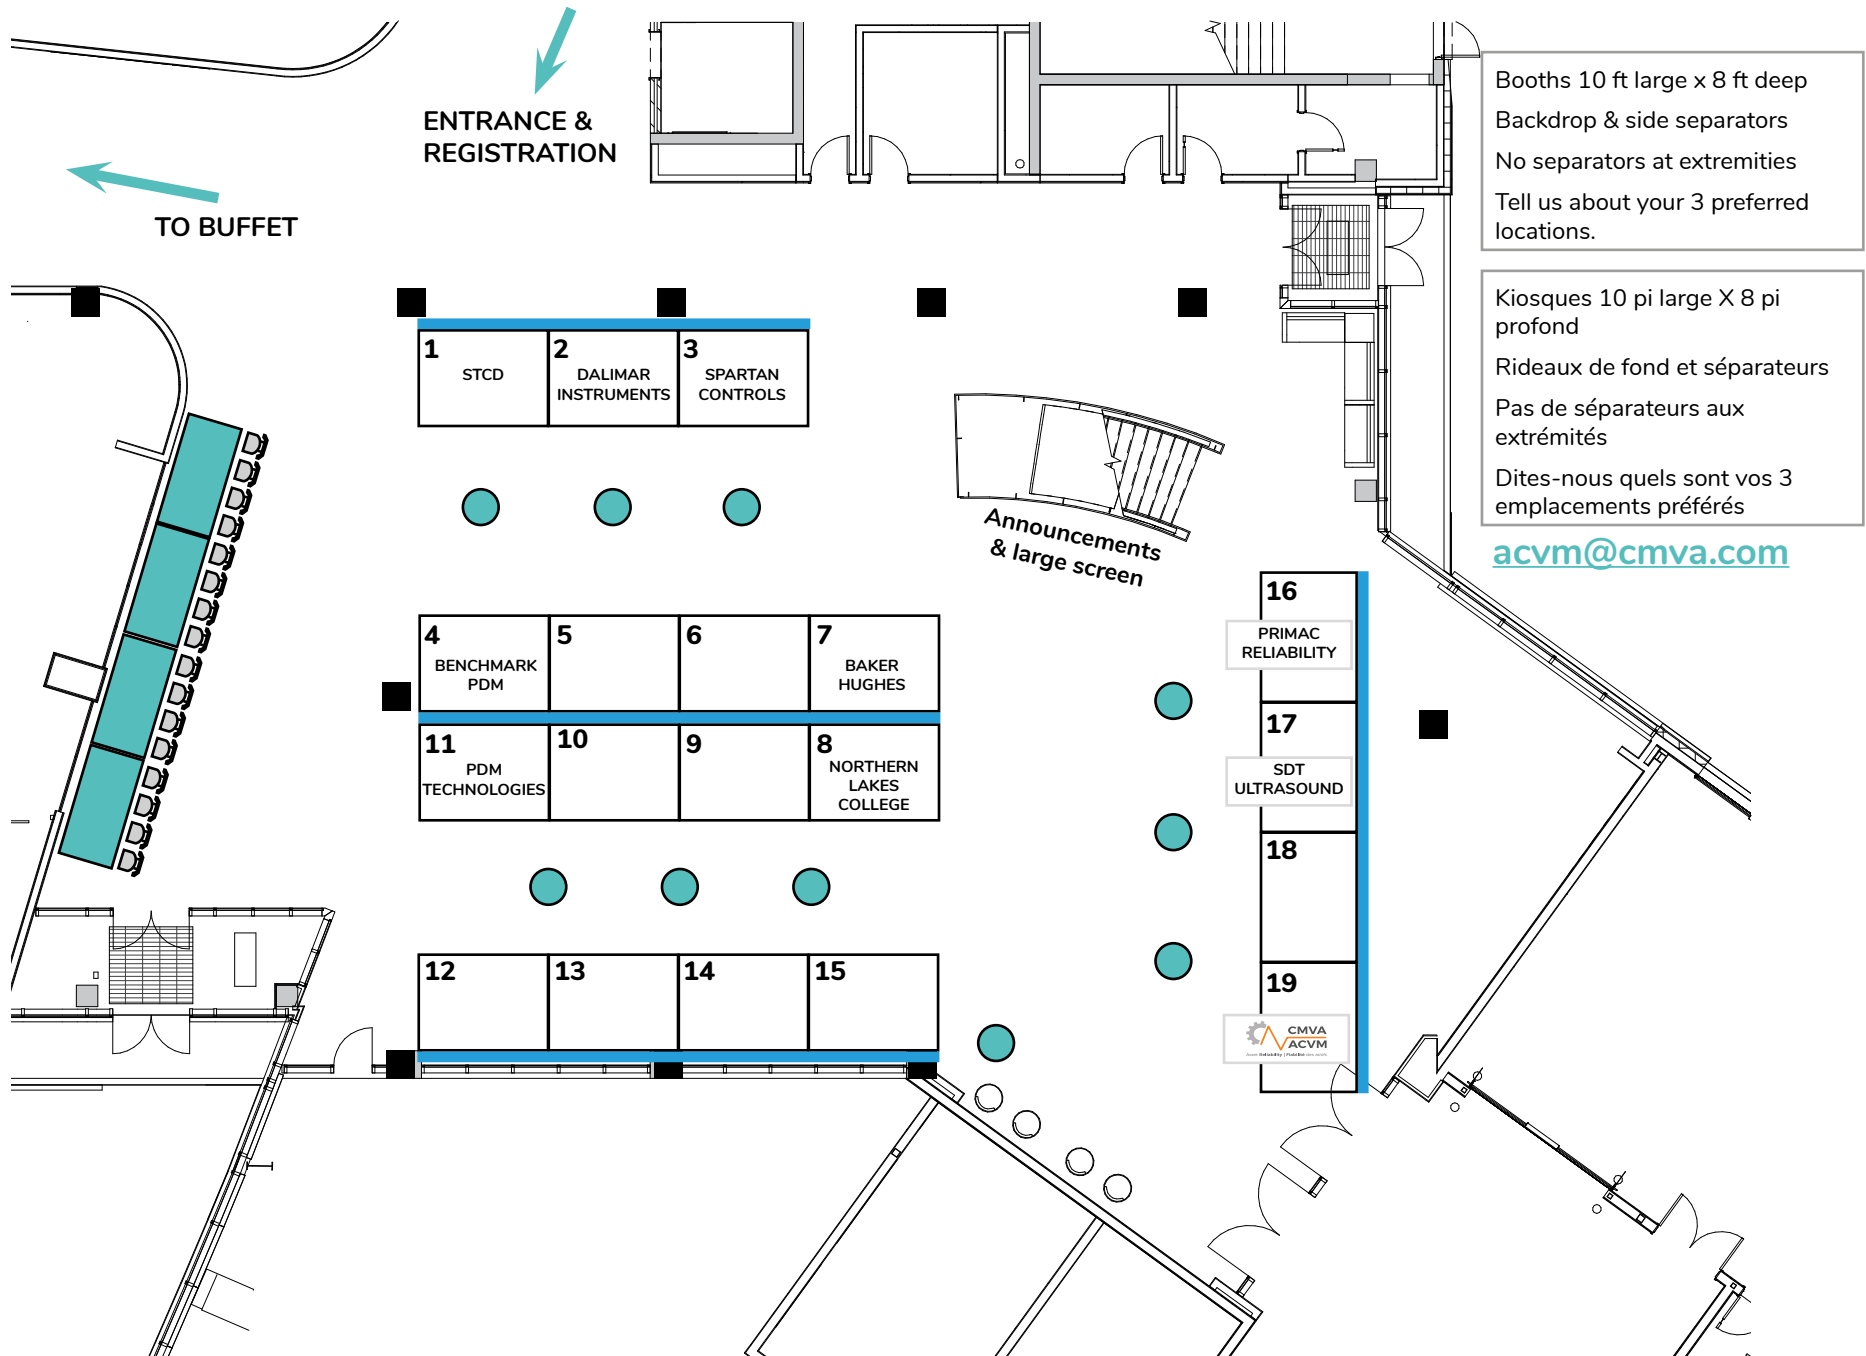 ENTRANCE &
REGISTRATION
TO BUFFET
Booths 10 ft large x 8 ft deep
Backdrop & side separators
No separators at extremities
Tell us about your 3 preferred
locations.
Kiosques 10 pi large X 8 pi
profond
Rideaux de fond et séparateurs
Pas de séparateurs aux
extrémités
Dites-nous quels sont vos 3
emplacements préférés
acvm@cmva.com
1
STCD
2
DALIMAR
INSTRUMENTS
3
SPARTAN
CONTROLS
Announcements
& large screen
4
BENCHMARK
PDM
5
6
7
BAKER
HUGHES
11
PDM
TECHNOLOGIES
10
9
8
NORTHERN
LAKES
COLLEGE
12
13
14
15
16
PRIMAC
RELIABILITY
17
SDT
ULTRASOUND
18
19
CMVA
ACVM
Asset Reliability | Fiabilité des actifs